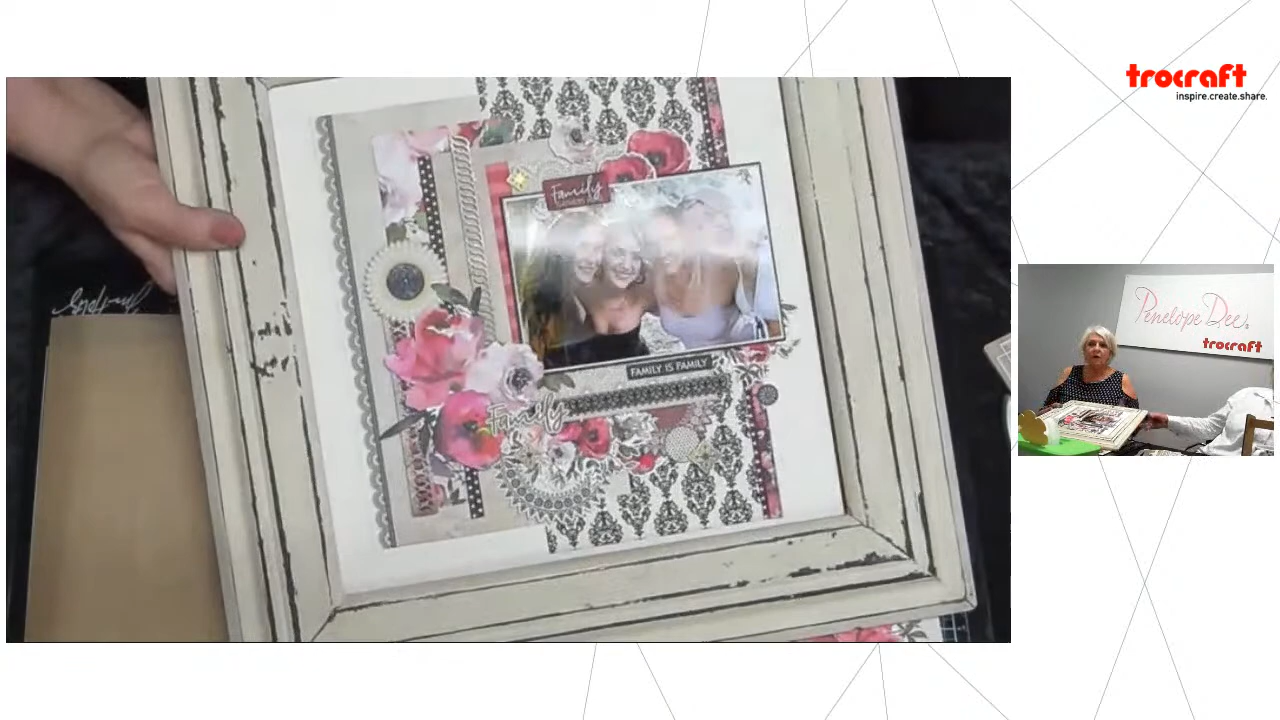 trocraft
inspire.create.share.
Family
FAMILY IS FAMILY
Family
Penelope Dee
trocraft